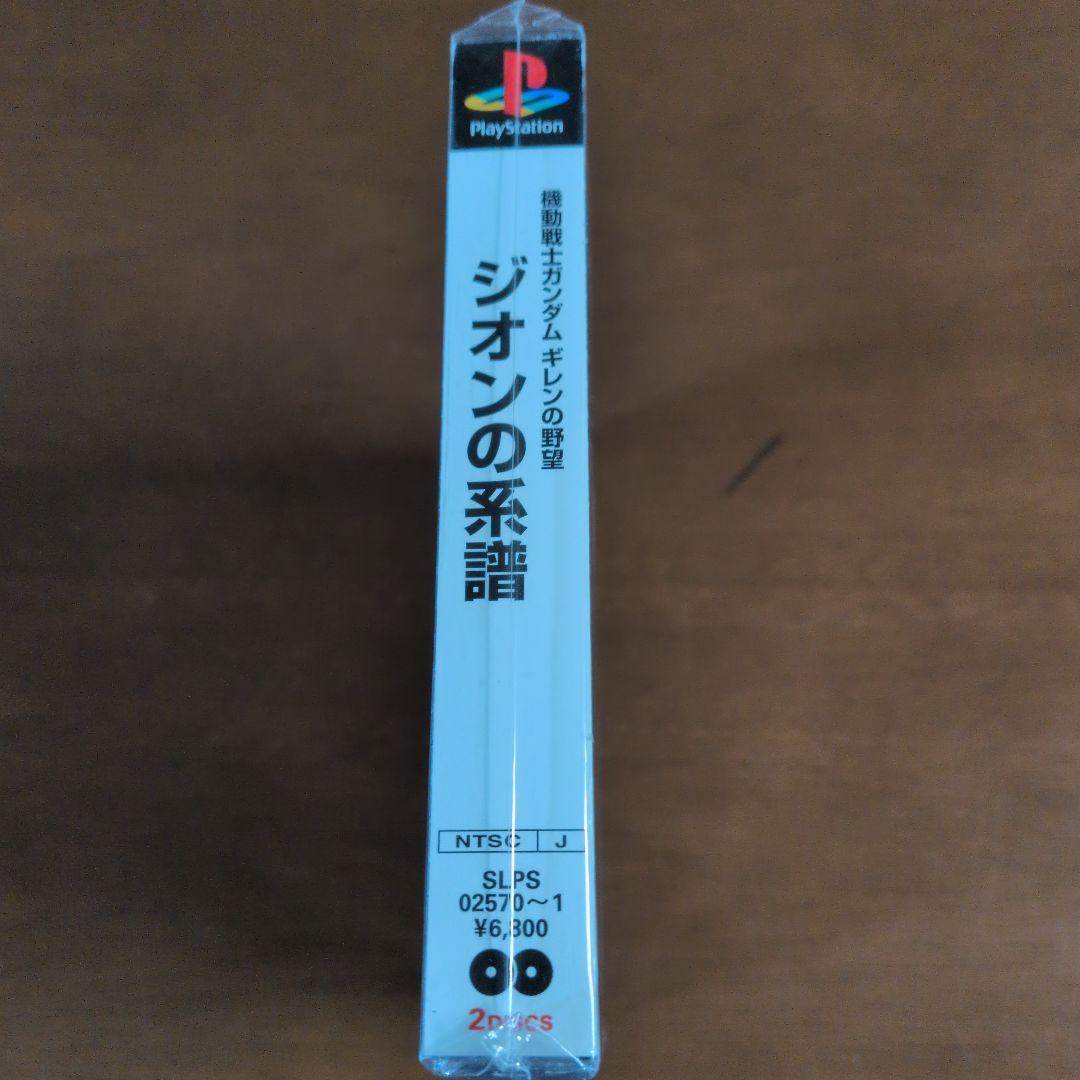 PlayStation
機動戦士ガンダム ギレンの野望
ジオンの系譜
NTSC J
SLPS
02570～1
¥6,800
2DISCS